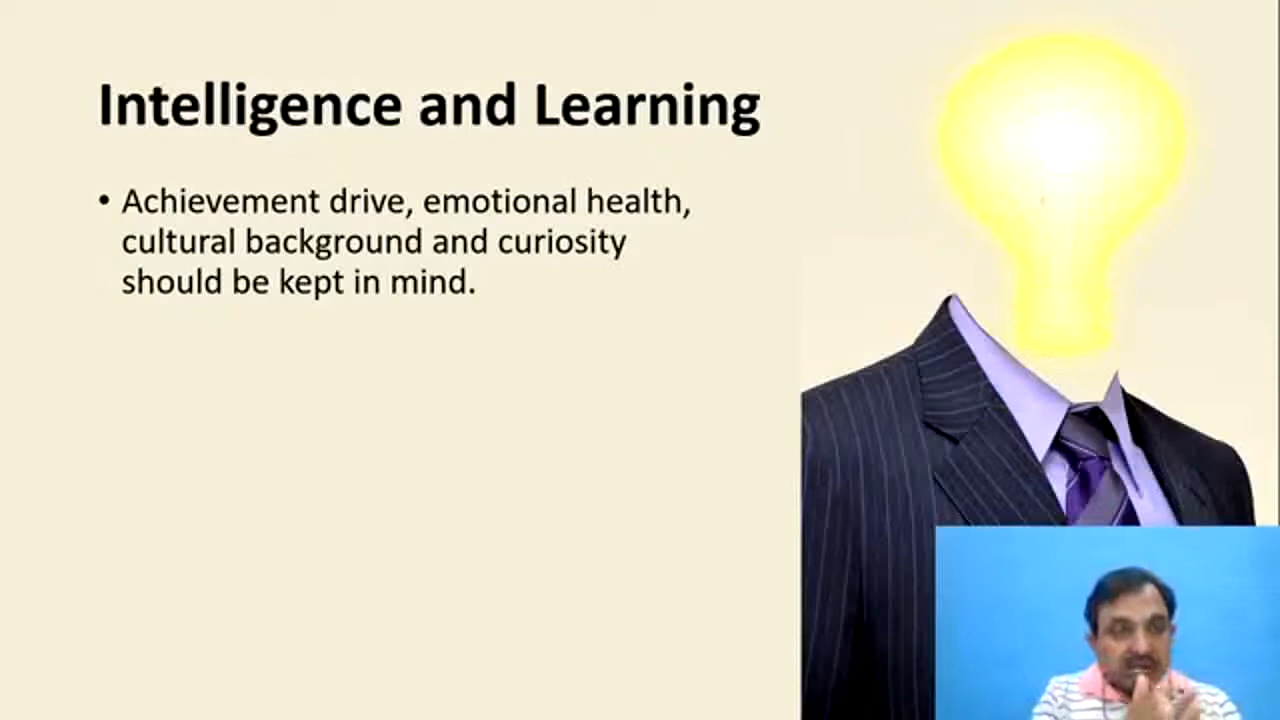 Intelligence and Learning
• Achievement drive, emotional health,
cultural background and curiosity
should be kept in mind.